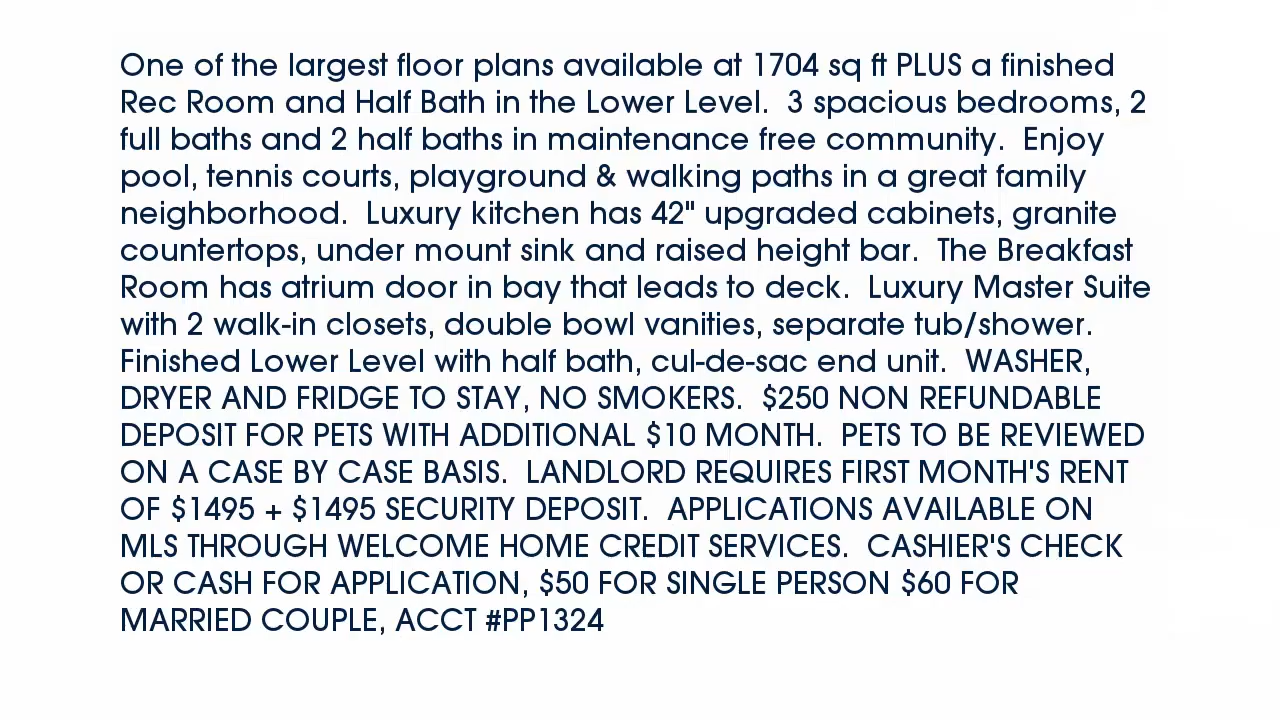 One of the largest floor plans available at 1704 sq ft PLUS a finished
Rec Room and Half Bath in the Lower Level.  3 spacious bedrooms, 2
full baths and 2 half baths in maintenance free community.  Enjoy
pool, tennis courts, playground & walking paths in a great family
neighborhood.  Luxury kitchen has 42" upgraded cabinets, granite
countertops, under mount sink and raised height bar.  The Breakfast
Room has atrium door in bay that leads to deck.  Luxury Master Suite
with 2 walk-in closets, double bowl vanities, separate tub/shower.
Finished Lower Level with half bath, cul-de-sac end unit.  WASHER,
DRYER AND FRIDGE TO STAY, NO SMOKERS.  $250 NON REFUNDABLE
DEPOSIT FOR PETS WITH ADDITIONAL $10 MONTH.  PETS TO BE REVIEWED
ON A CASE BY CASE BASIS.  LANDLORD REQUIRES FIRST MONTH'S RENT
OF $1495 + $1495 SECURITY DEPOSIT.  APPLICATIONS AVAILABLE ON
MLS THROUGH WELCOME HOME CREDIT SERVICES.  CASHIER'S CHECK
OR CASH FOR APPLICATION, $50 FOR SINGLE PERSON $60 FOR
MARRIED COUPLE, ACCT #PP1324